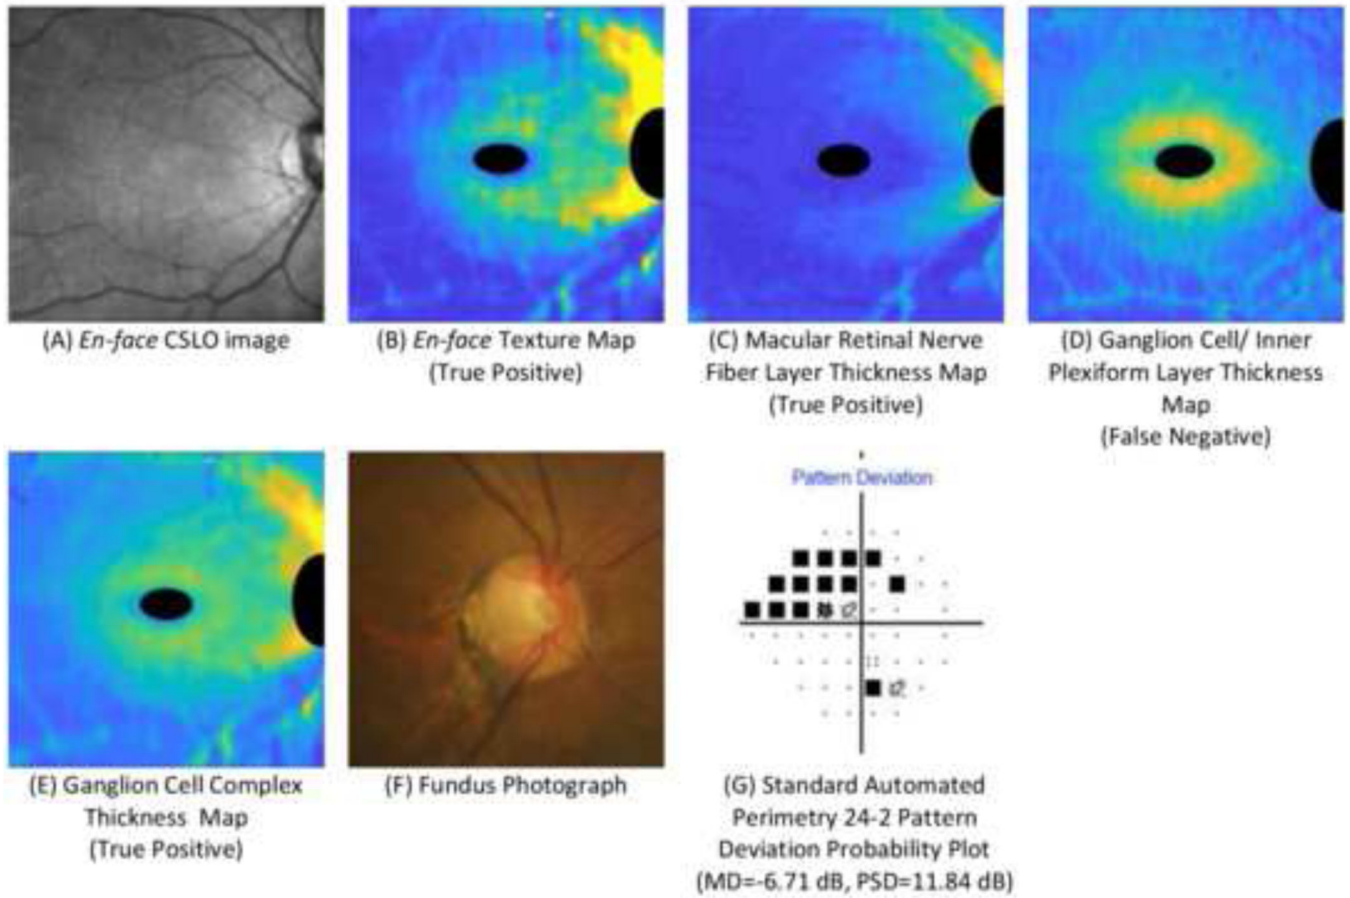 (A) En-face CSLO image
(B) En-face Texture Map
(True Positive)
(C) Macular Retinal Nerve
Fiber Layer Thickness Map
(True Positive)
(D) Ganglion Cell/ Inner
Plexiform Layer Thickness
Map
(False Negative)
Pattern Deviation
(E) Ganglion Cell Complex
Thickness Map
(True Positive)
(F) Fundus Photograph
(G) Standard Automated
Perimetry 24-2 Pattern
Deviation Probability Plot
(MD=-6.71 dB, PSD=11.84 dB)